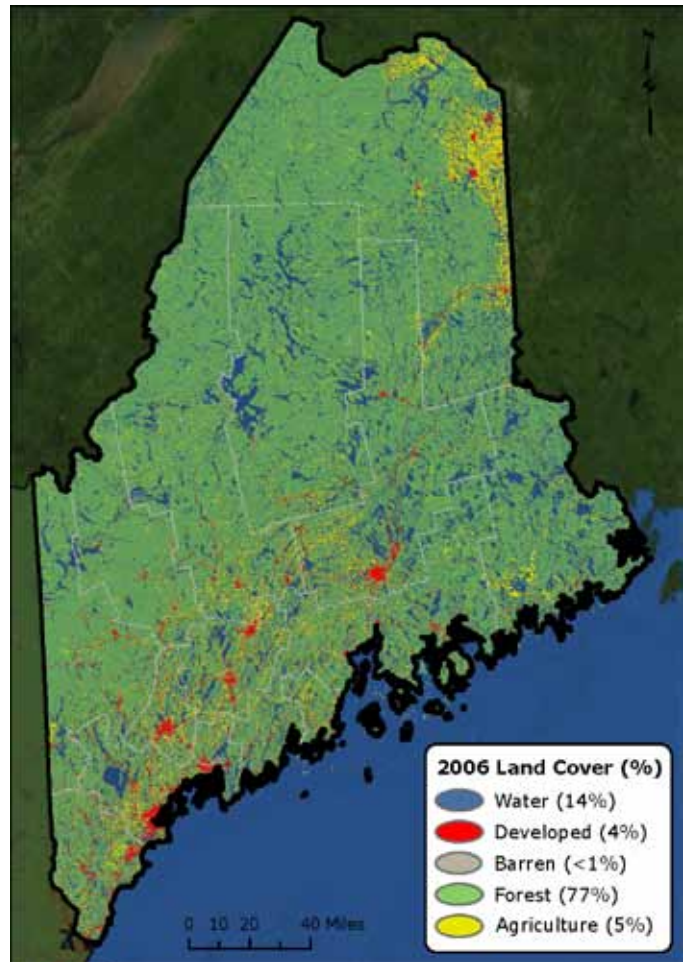 N
2006 Land Cover (%)
Water (14%)
Developed (4%)
Barren (<1%)
Forest (77%)
Agriculture (5%)
0 10 20 40 Miles